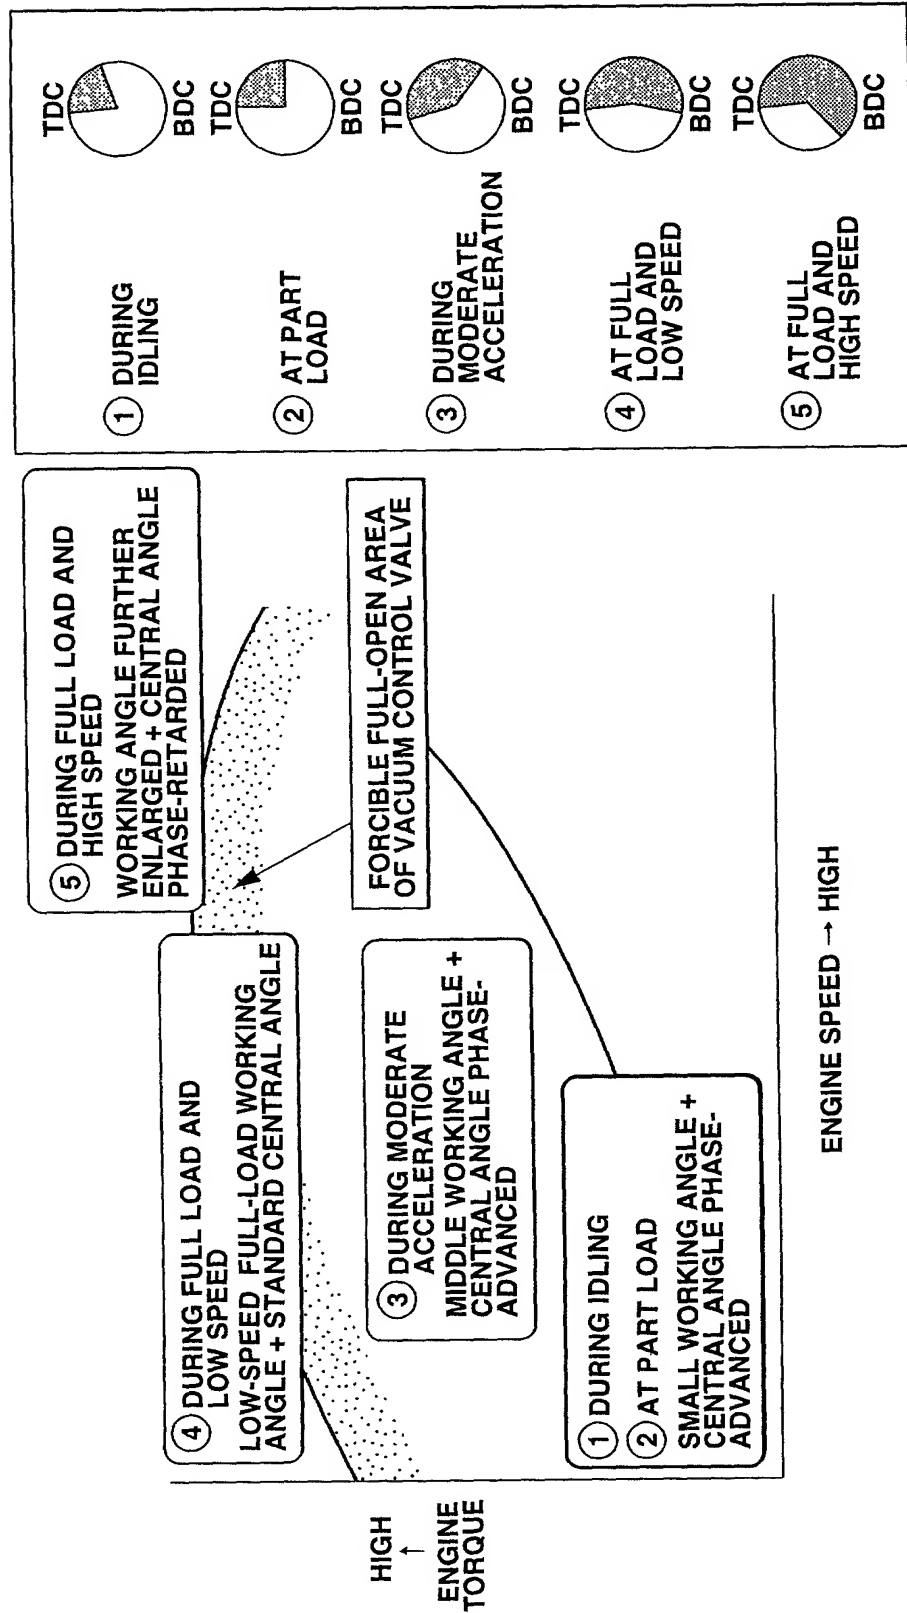 HIGH
↑
ENGINE
TORQUE
④ DURING FULL LOAD AND
LOW SPEED
LOW-SPEED FULL-LOAD WORKING
ANGLE + STANDARD CENTRAL ANGLE
⑤ DURING FULL LOAD AND
HIGH SPEED
WORKING ANGLE FURTHER
ENLARGED + CENTRAL ANGLE
PHASE-RETARDED
③ DURING MODERATE
ACCELERATION
MIDDLE WORKING ANGLE +
CENTRAL ANGLE PHASE-
ADVANCED
FORCIBLE FULL-OPEN AREA
OF VACUUM CONTROL VALVE
① DURING IDLING
② AT PART LOAD
SMALL WORKING ANGLE +
CENTRAL ANGLE PHASE-
ADVANCED
ENGINE SPEED → HIGH
① DURING
IDLING
TDC
BDC
② AT PART
LOAD
TDC
BDC
③ DURING
MODERATE
ACCELERATION
TDC
BDC
④ AT FULL
LOAD AND
LOW SPEED
TDC
BDC
⑤ AT FULL
LOAD AND
HIGH SPEED
TDC
BDC